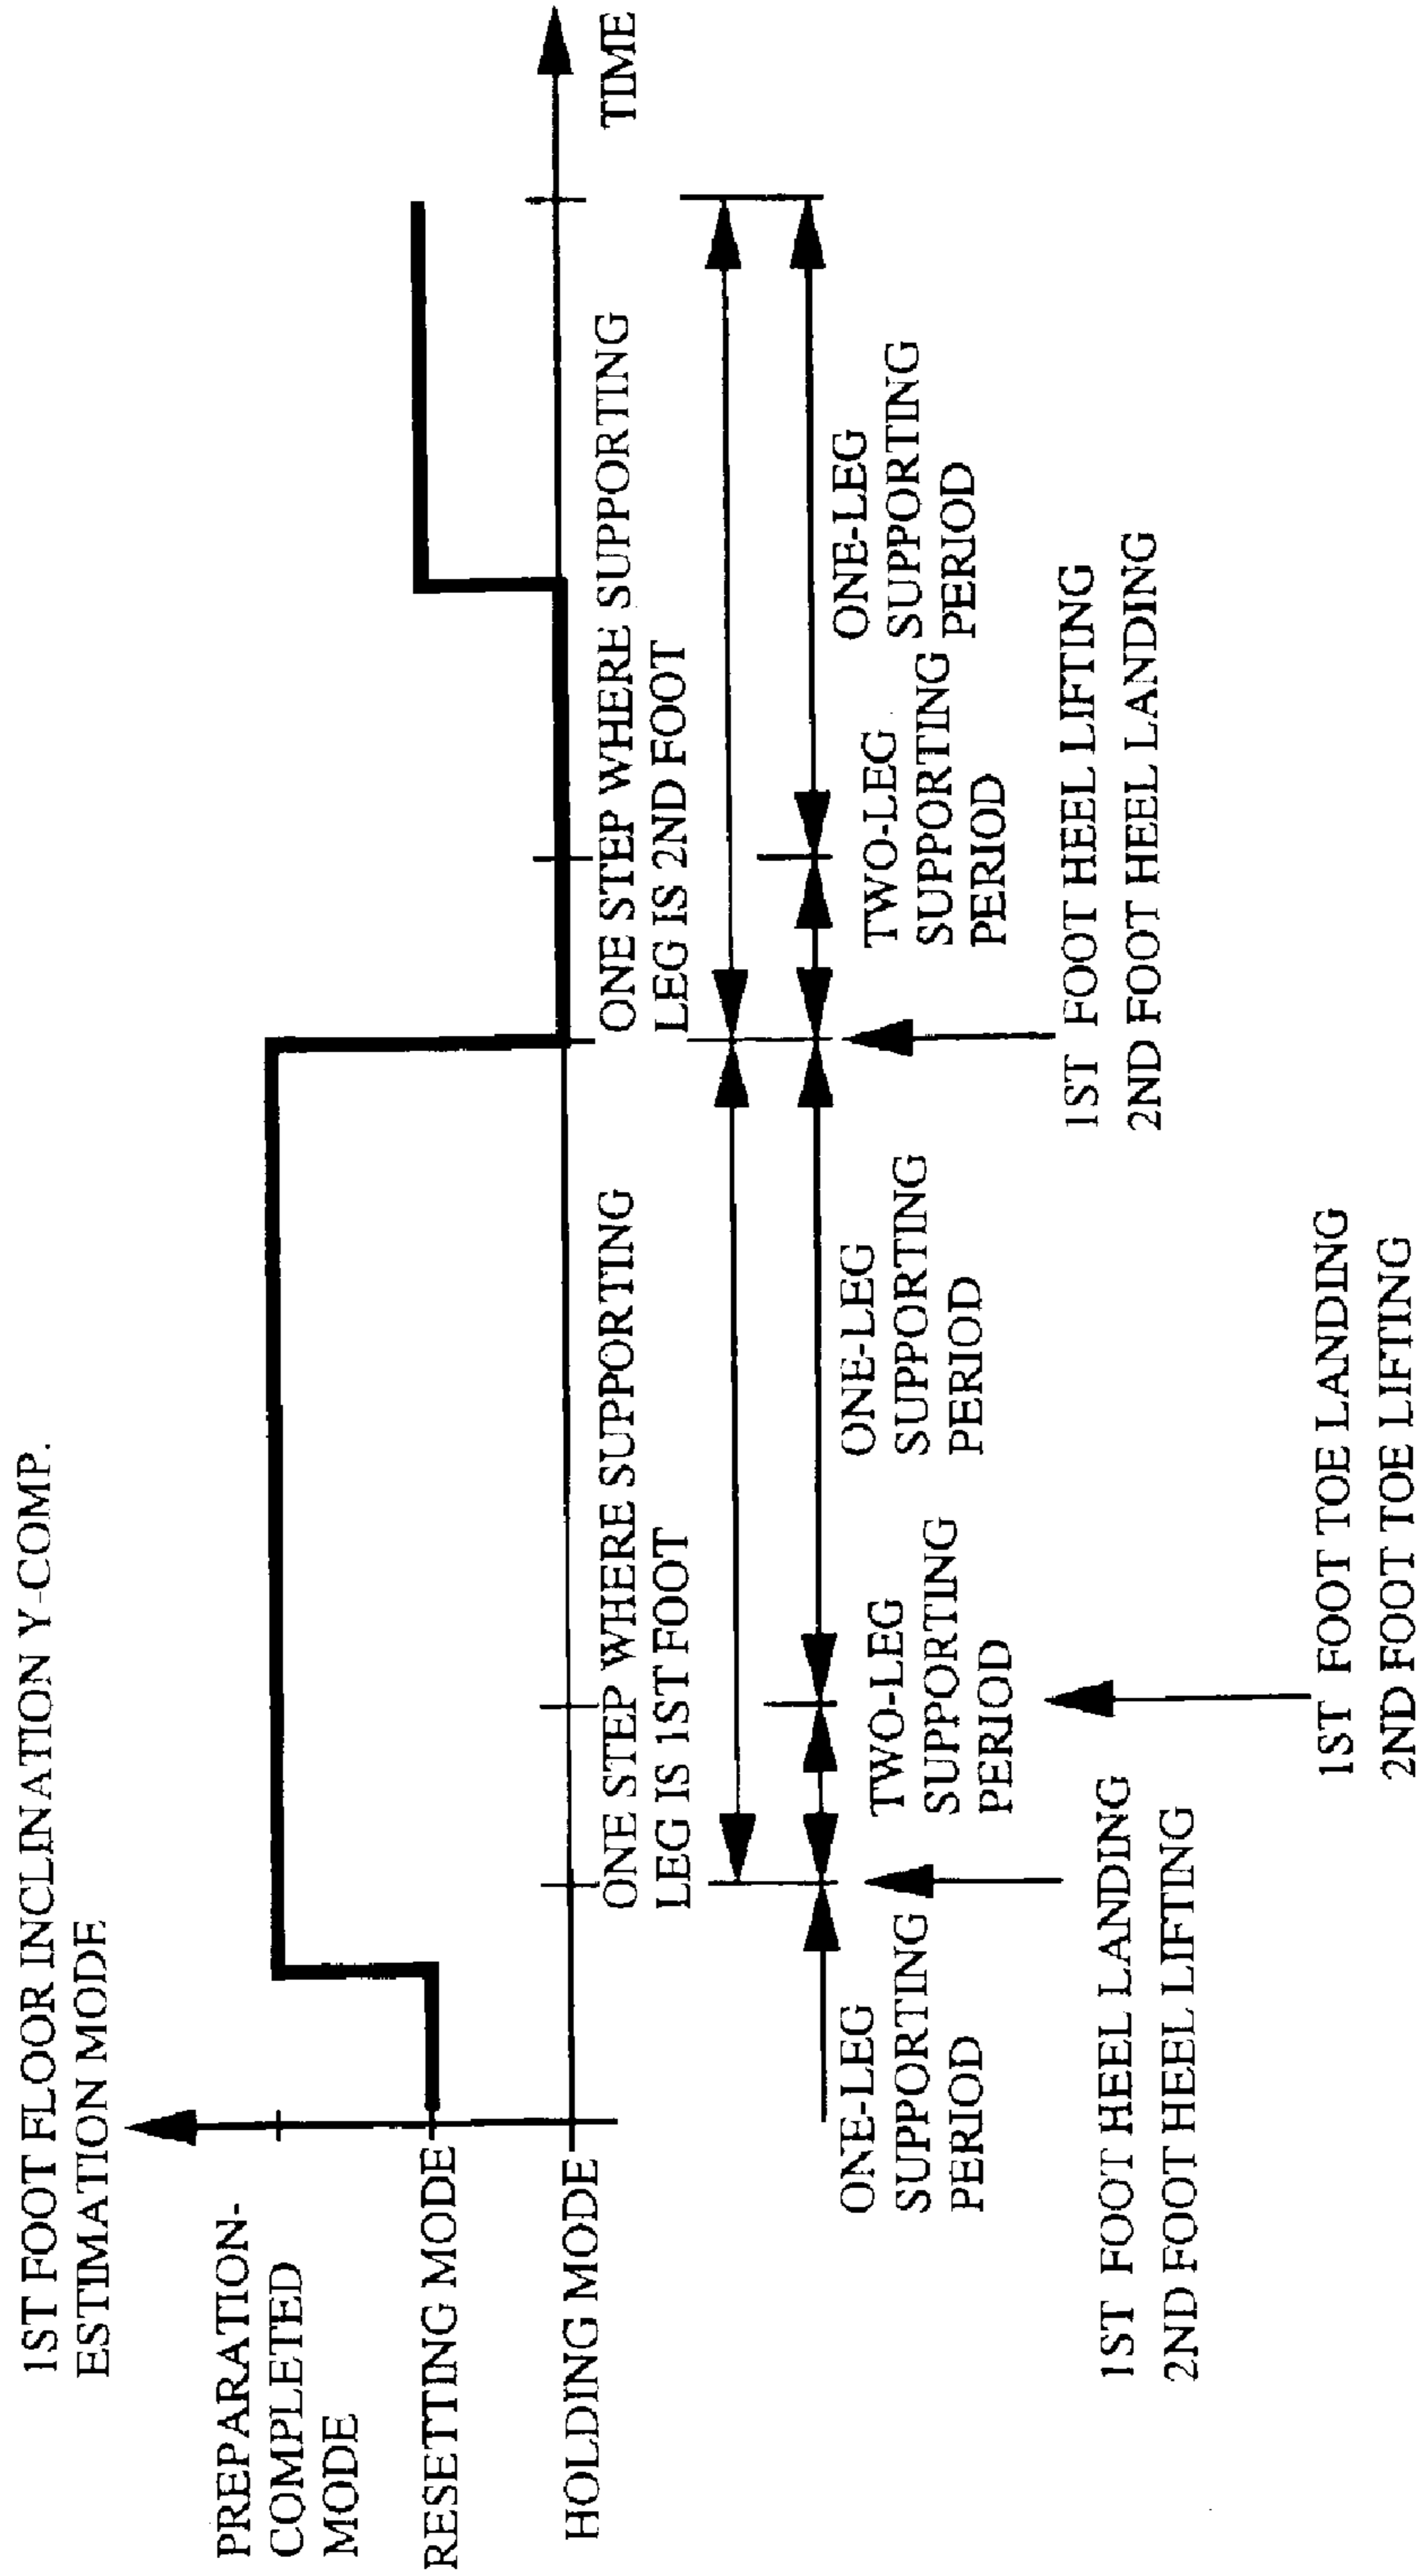 1ST FOOT FLOOR INCLINATION Y-COMP.
ESTIMATION MODE
PREPARATION-
COMPLETED
MODE
RESETTING MODE
HOLDING MODE
TIME
ONE STEP WHERE SUPPORTING
LEG IS 1ST FOOT
ONE STEP WHERE SUPPORTING
LEG IS 2ND FOOT
ONE-LEG
SUPPORTING
PERIOD
TWO-LEG
SUPPORTING
PERIOD
ONE-LEG
SUPPORTING
PERIOD
TWO-LEG
SUPPORTING
PERIOD
ONE-LEG
SUPPORTING
PERIOD
1ST FOOT HEEL LANDING
2ND FOOT HEEL LIFTING
1ST FOOT HEEL LIFTING
2ND FOOT HEEL LANDING
1ST FOOT TOE LANDING
2ND FOOT TOE LIFTING